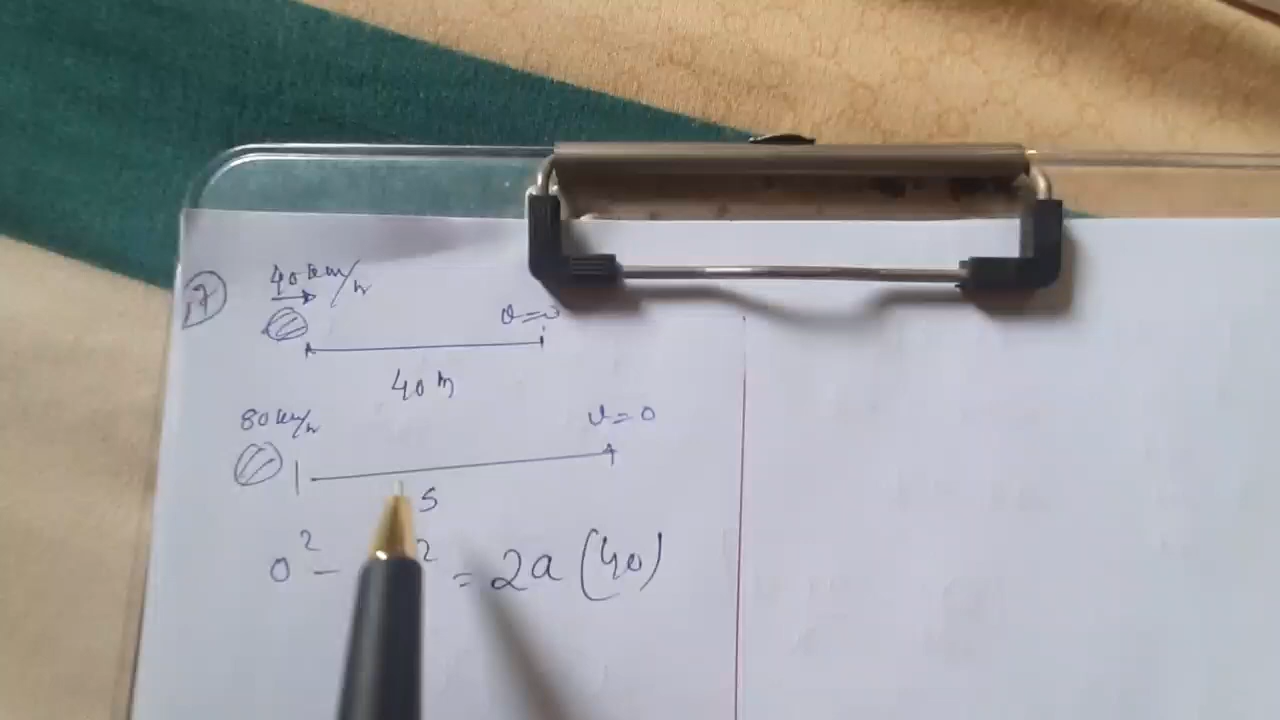 17
40 km/h
v=0
40 m
80 km/h
v=0
s
0² - ² = 2a (40)